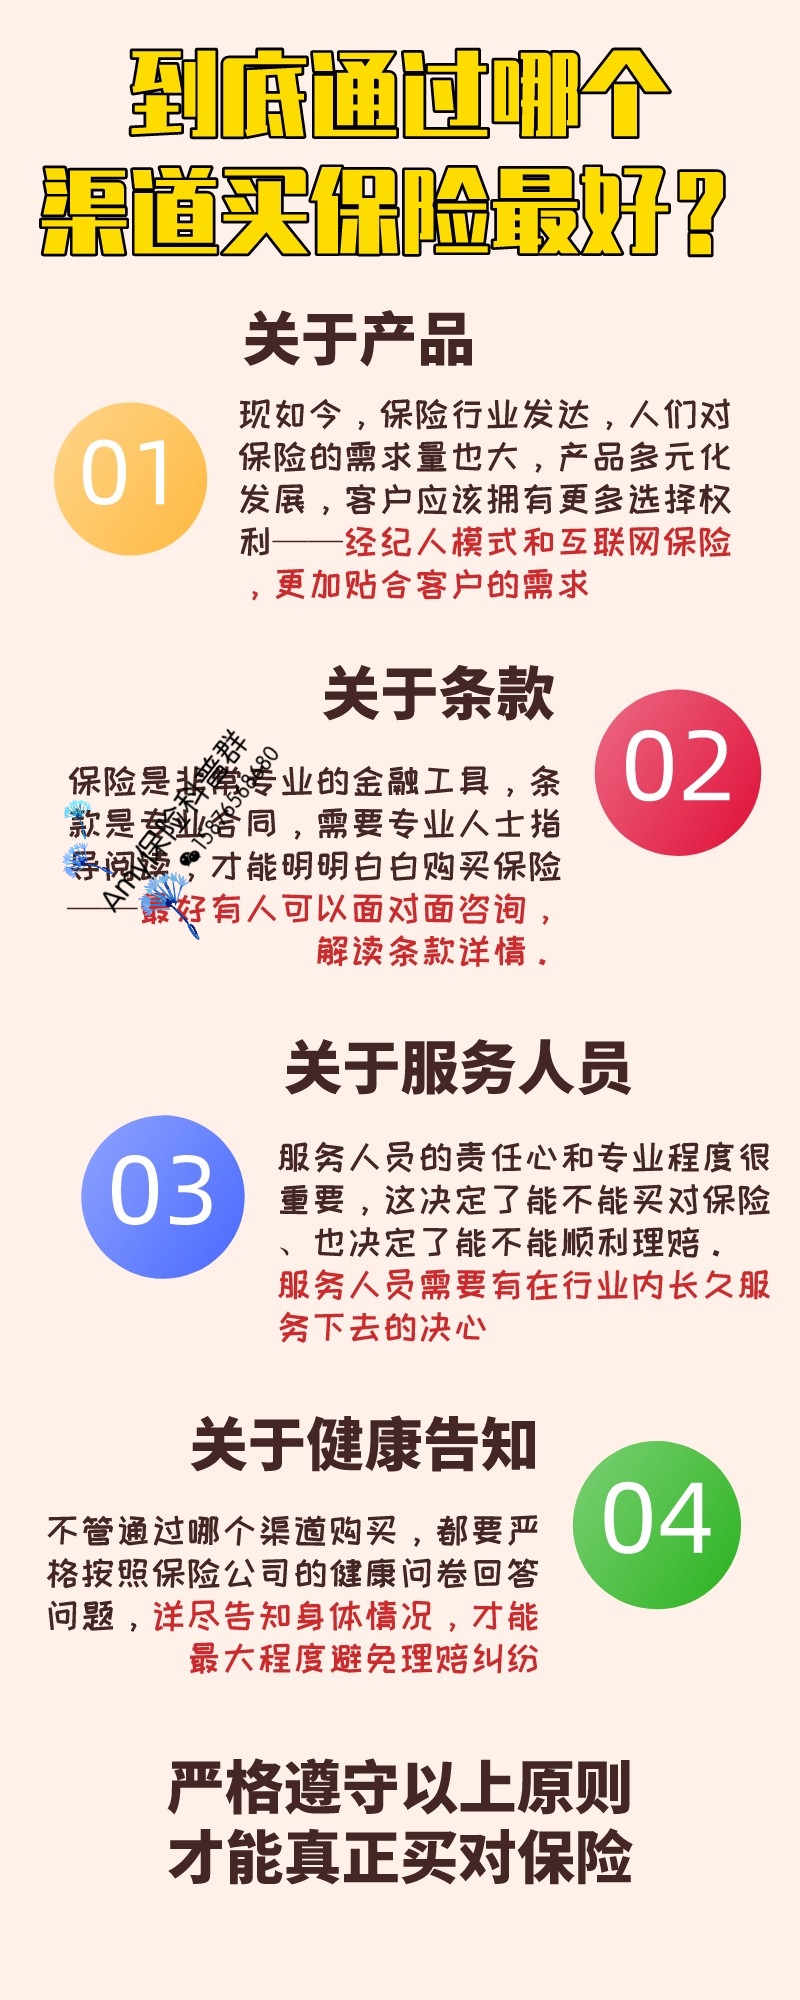 到底通过哪个
渠道买保险最好？
关于产品
01
现如今，保险行业发达，人们对
保险的需求量也大，产品多元化
发展，客户应该拥有更多选择权
利——经纪人模式和互联网保险
，更加贴合客户的需求
关于条款
02
保险是非常专业的金融工具，条
款是专业合同，需要专业人士指
导阅读，才能明明白白购买保险
——最好有人可以面对面咨询，
解读条款详情．
Amy保险科普群
15876568680
关于服务人员
03
服务人员的责任心和专业程度很
重要，这决定了能不能买对保险
、也决定了能不能顺利理赔．
服务人员需要有在行业内长久服
务下去的决心
关于健康告知
04
不管通过哪个渠道购买，都要严
格按照保险公司的健康问卷回答
问题，详尽告知身体情况，才能
最大程度避免理赔纠纷
严格遵守以上原则
才能真正买对保险